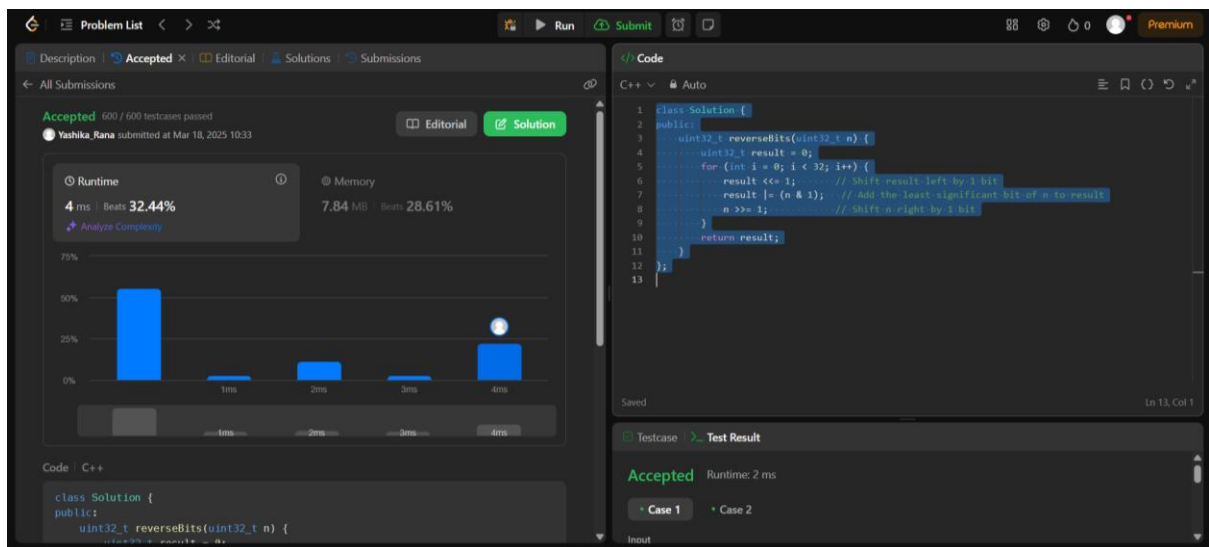 Problem List
Run
Submit
0
Premium
Description
Accepted
Editorial
Solutions
Submissions
All Submissions
Accepted 600 / 600 testcases passed
Yashika_Rana submitted at Mar 18, 2025 10:33
Editorial
Solution
Runtime
4 ms Beats 32.44%
Analyze Complexity
Memory
7.84 MB Beats 28.61%
75%
50%
25%
0%
1ms 2ms 3ms 4ms
1ms 2ms 3ms 4ms
Code C++
class Solution {
public:
uint32_t reverseBits(uint32_t n) {
uint32_t result = 0;
</> Code
C++ Auto
1 class Solution {
2 public:
3 uint32_t reverseBits(uint32_t n) {
4 uint32_t result = 0;
5 for (int i = 0; i < 32; i++) {
6 result <<= 1; // Shift result left by 1 bit
7 result |= (n & 1); // Add the least significant bit of n to result
8 n >>= 1; // Shift n right by 1 bit
9 }
10 return result;
11 }
12 };
13
Saved
Ln 13, Col 1
Testcase
Test Result
Accepted Runtime: 2 ms
Case 1
Case 2
Input